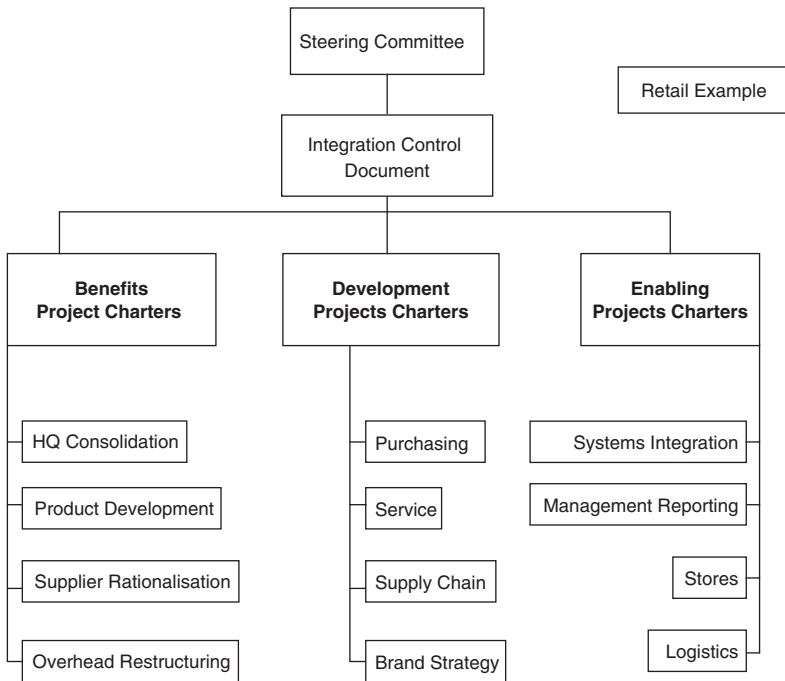 Steering Committee
Retail Example
Integration Control
Document
Benefits
Project Charters
Development
Projects Charters
Enabling
Projects Charters
HQ Consolidation
Product Development
Supplier Rationalisation
Overhead Restructuring
Purchasing
Service
Supply Chain
Brand Strategy
Systems Integration
Management Reporting
Stores
Logistics